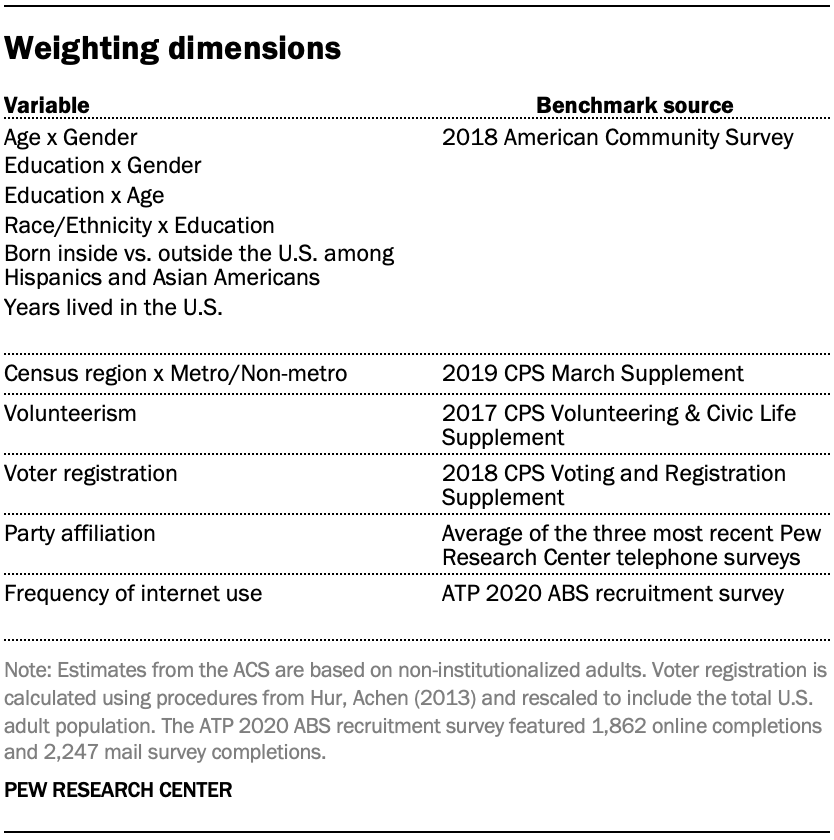 Weighting dimensions
Variable Benchmark source
Age x Gender 2018 American Community Survey
Education x Gender
Education x Age
Race/Ethnicity x Education
Born inside vs. outside the U.S. among
Hispanics and Asian Americans
Years lived in the U.S.
Census region x Metro/Non-metro 2019 CPS March Supplement
Volunteerism 2017 CPS Volunteering & Civic Life
Supplement
Voter registration 2018 CPS Voting and Registration
Supplement
Party affiliation Average of the three most recent Pew
Research Center telephone surveys
Frequency of internet use ATP 2020 ABS recruitment survey
Note: Estimates from the ACS are based on non-institutionalized adults. Voter registration is
calculated using procedures from Hur, Achen (2013) and rescaled to include the total U.S.
adult population. The ATP 2020 ABS recruitment survey featured 1,862 online completions
and 2,247 mail survey completions.
PEW RESEARCH CENTER